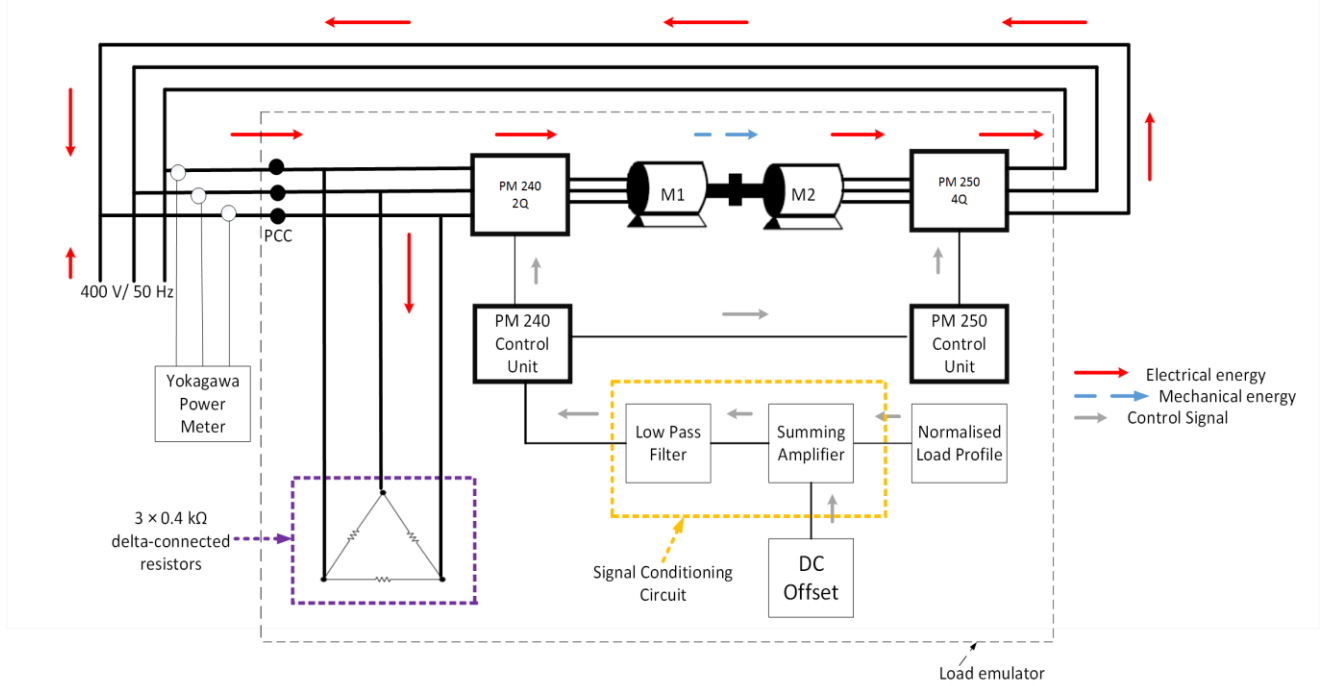 PM 240
2Q
M1
M2
PM 250
4Q
PCC
400 V/ 50 Hz
PM 240
Control
Unit
PM 250
Control
Unit
Yokagawa
Power
Meter
Electrical energy
Mechanical energy
Control Signal
Low Pass
Filter
Summing
Amplifier
Normalised
Load Profile
3 × 0.4 kΩ
delta-connected
resistors
Signal Conditioning
Circuit
DC
Offset
Load emulator